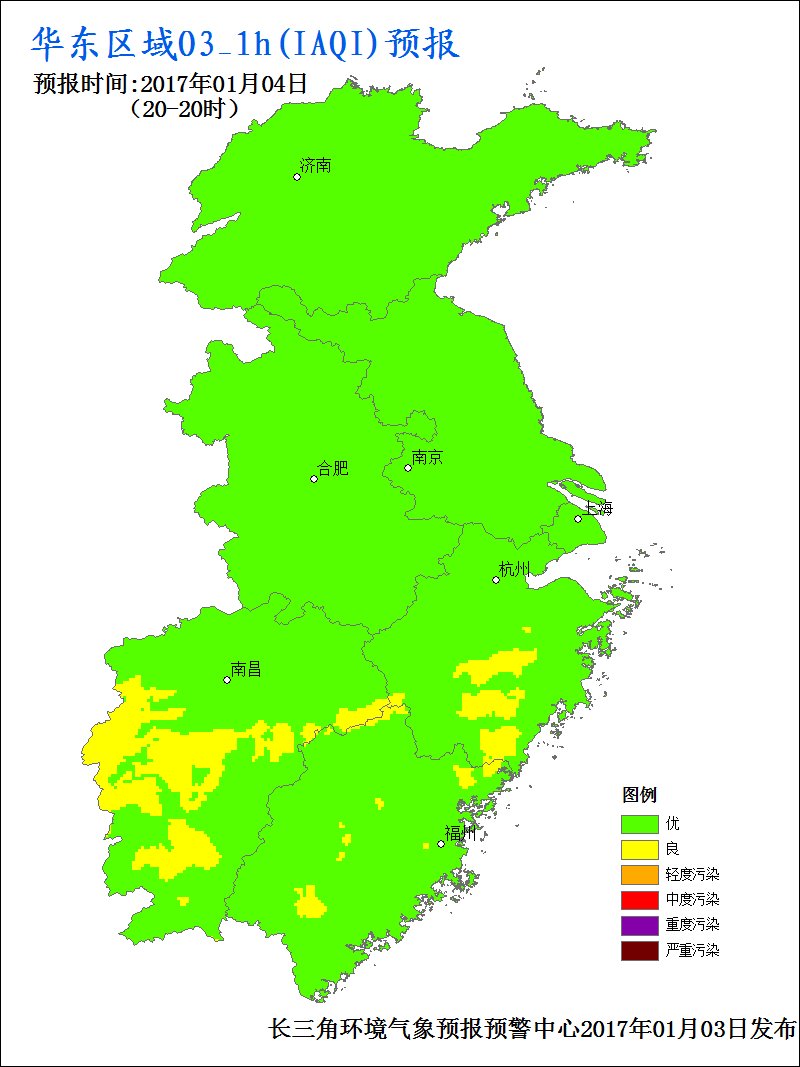 华东区域O3_1h(IAQI)预报
预报时间:2017年01月04日
（20-20时）
济南
南京
合肥
上海
杭州
南昌
福州
图例
优
良
轻度污染
中度污染
重度污染
严重污染
长三角环境气象预报预警中心2017年01月03日发布